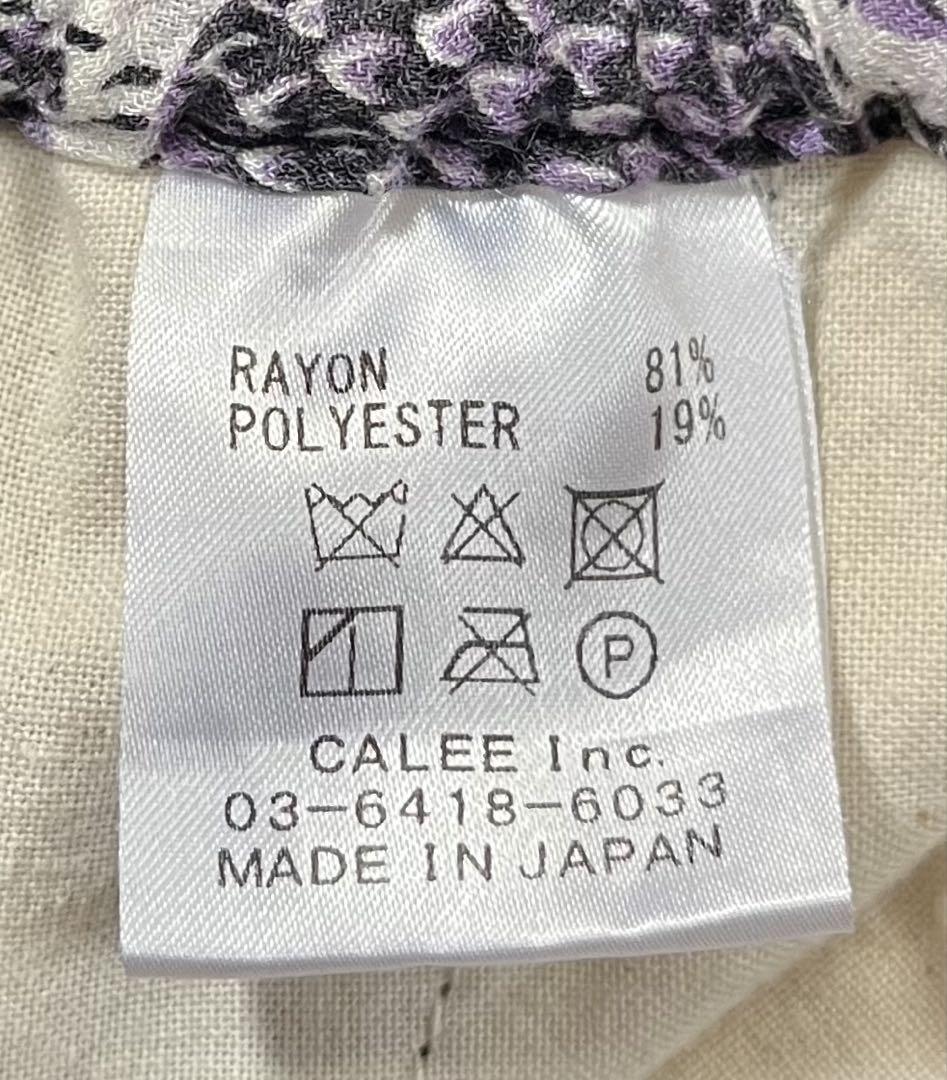 RAYON 81%
POLYESTER 19%
P
CALEE Inc.
03-6418-6033
MADE IN JAPAN